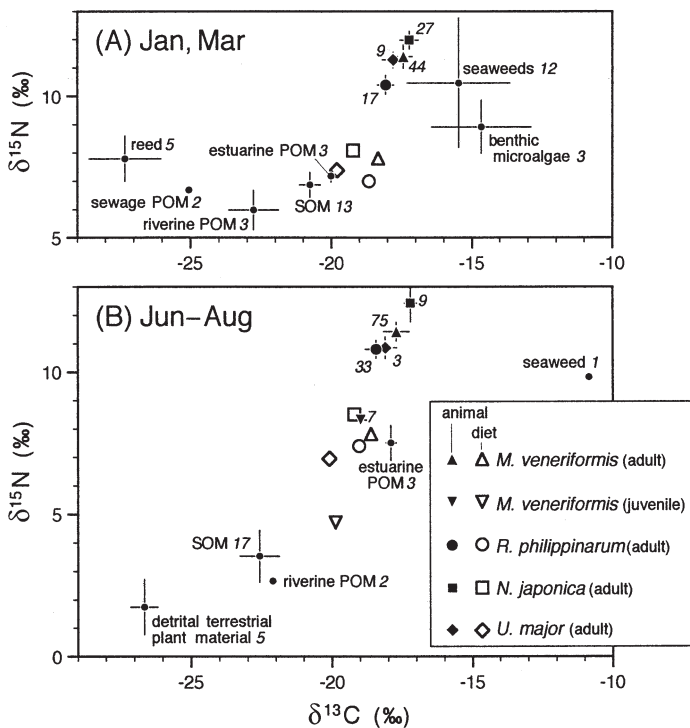 (A) Jan, Mar
27
9
44
17
seaweeds 12
δ15N (‰)
10
reed 5
estuarine POM 3
benthic
microalgae 3
sewage POM 2
SOM 13
riverine POM 3
5
-25 -20 -15 -10
(B) Jun–Aug
9
75
33 3
seaweed 1
10
7
estuarine
POM 3
δ15N (‰)
5
SOM 17
riverine POM 2
detrital terrestrial
plant material 5
0
-25 -20 -15 -10
δ13C (‰)
animal
diet
M. veneriformis (adult)
M. veneriformis (juvenile)
R. philippinarum (adult)
N. japonica (adult)
U. major (adult)